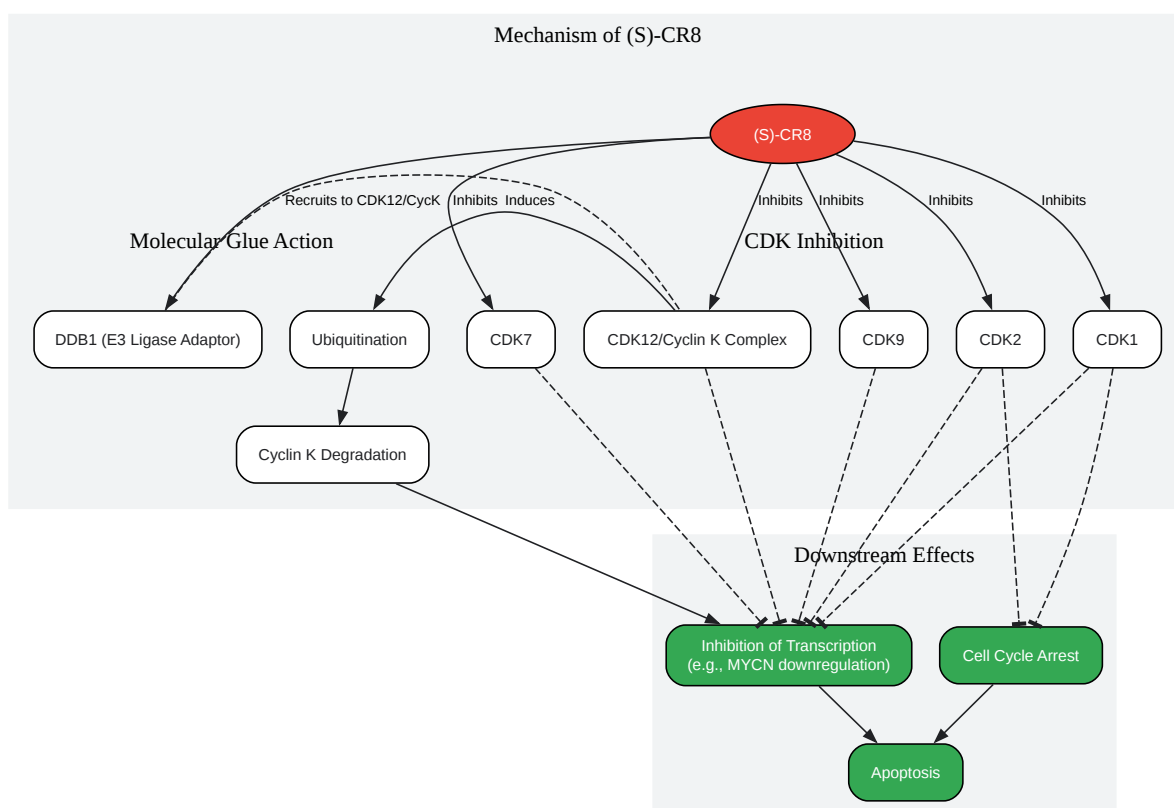 Mechanism of (S)-CR8
(S)-CR8
Recruits to CDK12/CycK
Inhibits
Induces
Inhibits
Inhibits
Inhibits
Inhibits
Molecular Glue Action
CDK Inhibition
DDB1 (E3 Ligase Adaptor)
Ubiquitination
CDK7
CDK12/Cyclin K Complex
CDK9
CDK2
CDK1
Cyclin K Degradation
Downstream Effects
Inhibition of Transcription
(e.g., MYCN downregulation)
Cell Cycle Arrest
Apoptosis